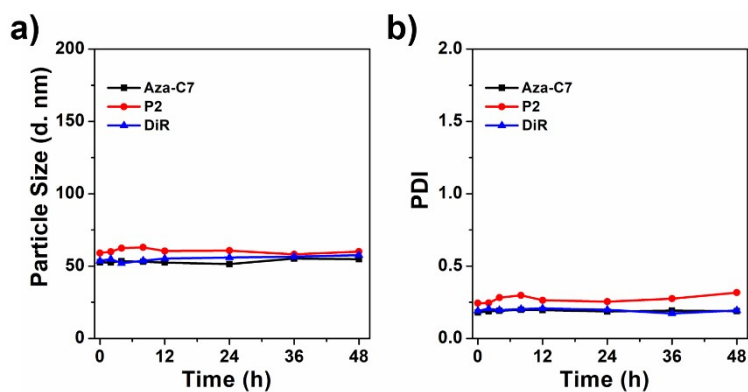 a)
200
150
100
50
0
Particle Size (d. nm)
Aza-C7
P2
DiR
0 12 24 36 48
Time (h)
b)
2.0
1.5
1.0
0.5
0.0
PDI
Aza-C7
P2
DiR
0 12 24 36 48
Time (h)